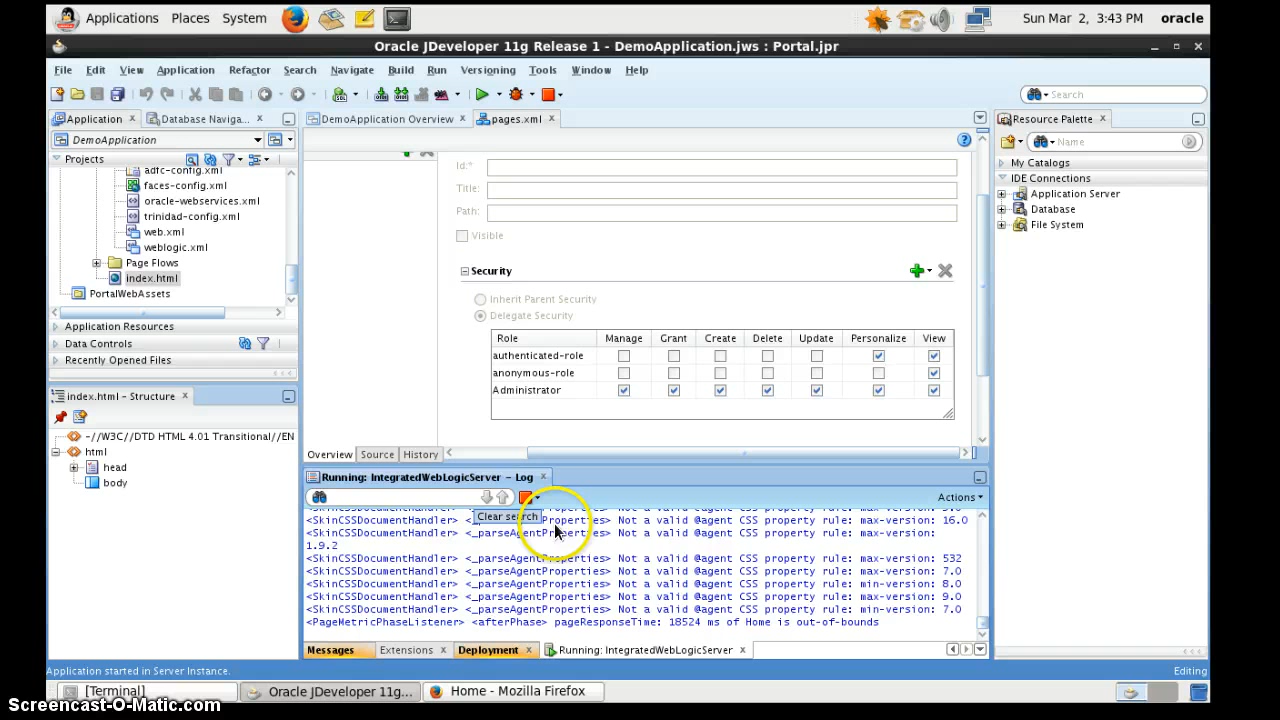 Applications Places System Sun Mar 2, 3:43 PM oracle
Oracle JDeveloper 11g Release 1 - DemoApplication.jws : Portal.jpr
File Edit View Application Refactor Search Navigate Build Run Versioning Tools Window Help
Search
Application Database Naviga... DemoApplication Overview pages.xml Resource Palette
DemoApplication
Name
Projects
My Catalogs
IDE Connections
Application Server
Database
File System
adfc-config.xml
faces-config.xml
oracle-webservices.xml
trinidad-config.xml
web.xml
weblogic.xml
Page Flows
index.html
PortalWebAssets
Application Resources
Data Controls
Recently Opened Files
Id:*
Title:
Path:
Visible
Security
Inherit Parent Security
Delegate Security
Role Manage Grant Create Delete Update Personalize View
authenticated-role
anonymous-role
Administrator
Overview Source History
index.html - Structure
-//W3C//DTD HTML 4.01 Transitional//EN
html
head
body
Running: IntegratedWebLogicServer - Log
Actions
Clear search
<SkinCSSDocumentHandler> <_parseAgentProperties> Not a valid @agent CSS property rule: max-version: 16.0
<SkinCSSDocumentHandler> <_parseAgentProperties> Not a valid @agent CSS property rule: max-version:
1.9.2
<SkinCSSDocumentHandler> <_parseAgentProperties> Not a valid @agent CSS property rule: max-version: 532
<SkinCSSDocumentHandler> <_parseAgentProperties> Not a valid @agent CSS property rule: max-version: 7.0
<SkinCSSDocumentHandler> <_parseAgentProperties> Not a valid @agent CSS property rule: min-version: 8.0
<SkinCSSDocumentHandler> <_parseAgentProperties> Not a valid @agent CSS property rule: max-version: 9.0
<SkinCSSDocumentHandler> <_parseAgentProperties> Not a valid @agent CSS property rule: min-version: 7.0
<PageMetricPhaseListener> <afterPhase> pageResponseTime: 18524 ms of Home is out-of-bounds
Messages Extensions Deployment Running: IntegratedWebLogicServer
Application started in Server Instance. Editing
[Terminal] Oracle JDeveloper 11g... Home - Mozilla Firefox
Screencast-O-Matic.com